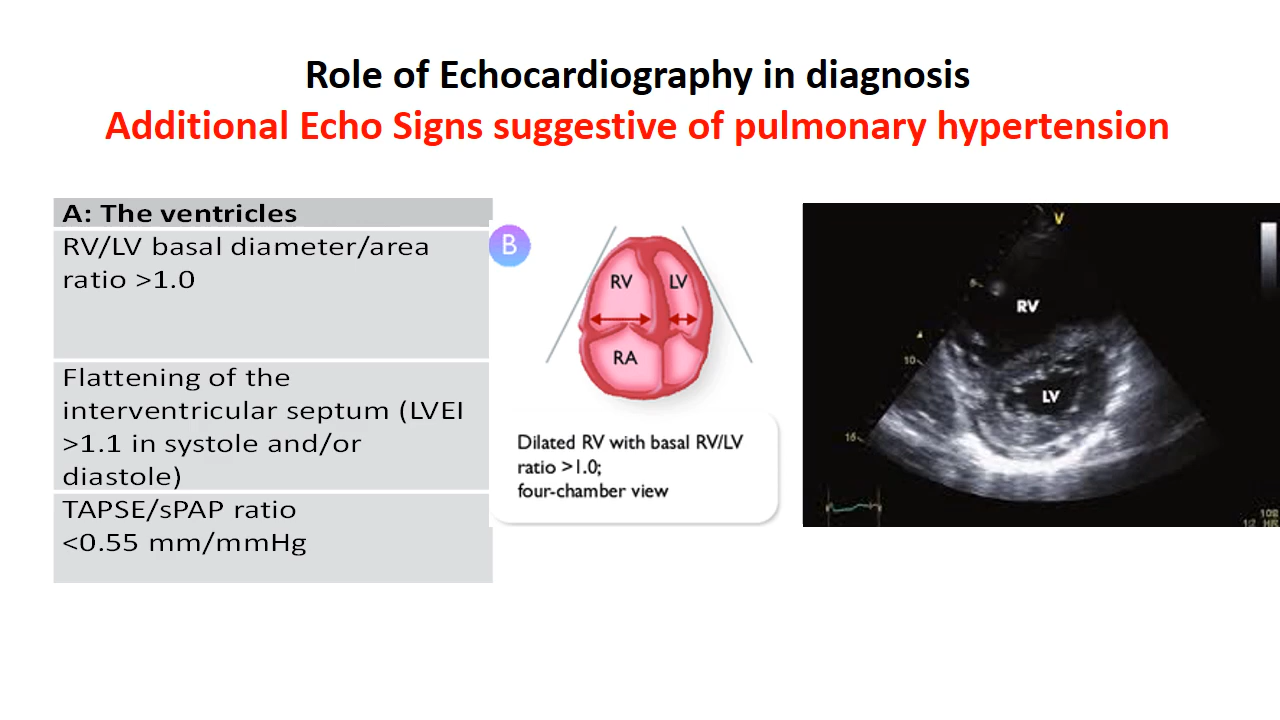 Role of Echocardiography in diagnosis
Additional Echo Signs suggestive of pulmonary hypertension
A: The ventricles
RV/LV basal diameter/area
ratio >1.0
Flattening of the
interventricular septum (LVEI
>1.1 in systole and/or
diastole)
TAPSE/sPAP ratio
<0.55 mm/mmHg
B
RV
LV
RA
Dilated RV with basal RV/LV
ratio >1.0;
four-chamber view
V
RV
10
LV
HR